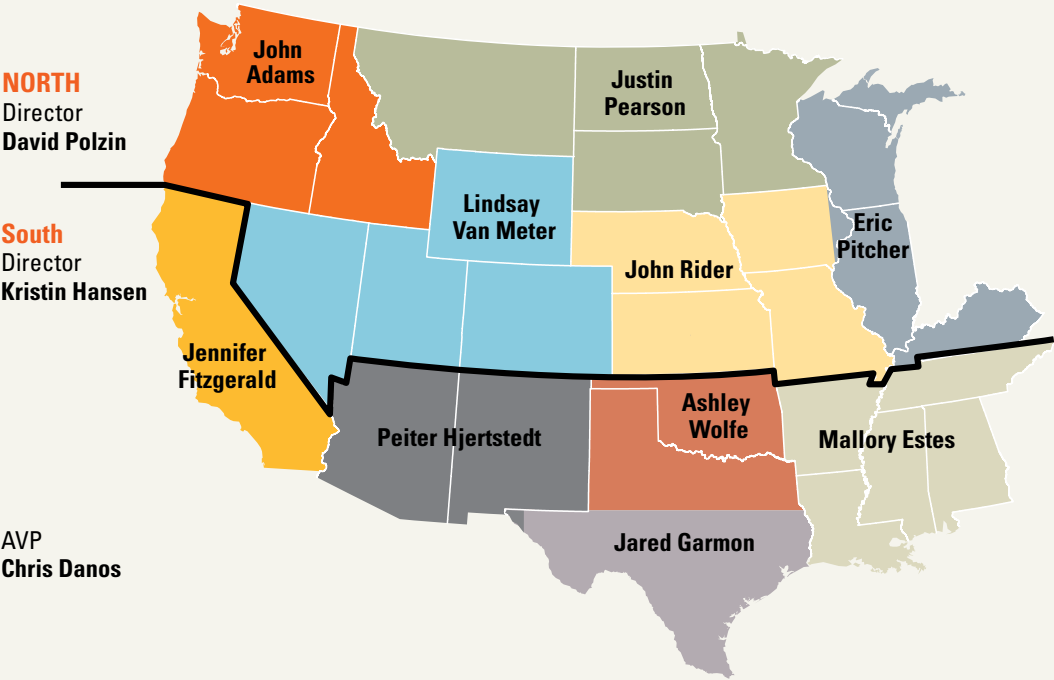 NORTH
Director
David Polzin
South
Director
Kristin Hansen
AVP
Chris Danos
John
Adams
Justin
Pearson
Lindsay
Van Meter
Eric
Pitcher
John Rider
Jennifer
Fitzgerald
Peiter Hjertstedt
Ashley
Wolfe
Mallory Estes
Jared Garmon